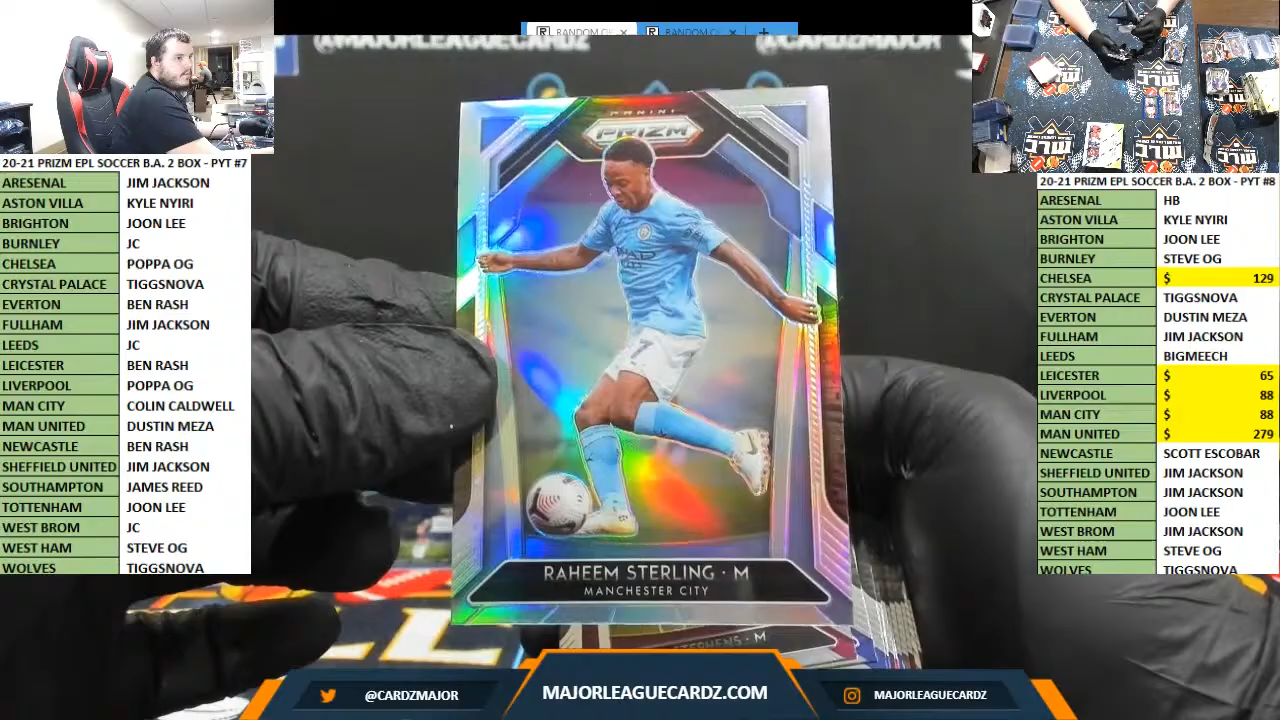 @MAJORLEAGUECARDZ
@CARDZMAJOR
RANDOM
RANDOM
20-21 PRIZM EPL SOCCER B.A. 2 BOX - PYT #7
ARESENAL JIM JACKSON
ASTON VILLA KYLE NYIRI
BRIGHTON JOON LEE
BURNLEY JC
CHELSEA POPPA OG
CRYSTAL PALACE TIGGSNOVA
EVERTON BEN RASH
FULLHAM JIM JACKSON
LEEDS JC
LEICESTER BEN RASH
LIVERPOOL POPPA OG
MAN CITY COLIN CALDWELL
MAN UNITED DUSTIN MEZA
NEWCASTLE BEN RASH
SHEFFIELD UNITED JIM JACKSON
SOUTHAMPTON JAMES REED
TOTTENHAM JOON LEE
WEST BROM JC
WEST HAM STEVE OG
WOLVES TIGGSNOVA
PANINI
PRIZM
7
RAHEEM STERLING · M
MANCHESTER CITY
STEPHENS · M
20-21 PRIZM EPL SOCCER B.A. 2 BOX - PYT #8
ARESENAL HB
ASTON VILLA KYLE NYIRI
BRIGHTON JOON LEE
BURNLEY STEVE OG
CHELSEA $ 129
CRYSTAL PALACE TIGGSNOVA
EVERTON DUSTIN MEZA
FULLHAM JIM JACKSON
LEEDS BIGMEECH
LEICESTER $ 65
LIVERPOOL $ 88
MAN CITY $ 88
MAN UNITED $ 279
NEWCASTLE SCOTT ESCOBAR
SHEFFIELD UNITED JIM JACKSON
SOUTHAMPTON JIM JACKSON
TOTTENHAM JOON LEE
WEST BROM JIM JACKSON
WEST HAM STEVE OG
WOLVES TIGGSNOVA
@CARDZMAJOR
MAJORLEAGUECARDZ.COM
MAJORLEAGUECARDZ